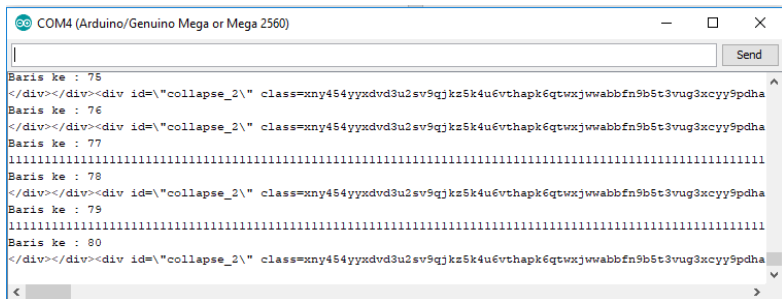 COM4 (Arduino/Genuino Mega or Mega 2560)
Send
Baris ke : 75
</div></div><div id=\"collapse_2\" class=xny454yyxdvd3u2sv9qjkz5k4u6vthapk6qtwxjwwabbfn9b5t3vug3xcyy9pdha
Baris ke : 76
</div></div><div id=\"collapse_2\" class=xny454yyxdvd3u2sv9qjkz5k4u6vthapk6qtwxjwwabbfn9b5t3vug3xcyy9pdha
Baris ke : 77
Baris ke : 78
</div></div><div id=\"collapse_2\" class=xny454yyxdvd3u2sv9qjkz5k4u6vthapk6qtwxjwwabbfn9b5t3vug3xcyy9pdha
Baris ke : 79
Baris ke : 80
</div></div><div id=\"collapse_2\" class=xny454yyxdvd3u2sv9qjkz5k4u6vthapk6qtwxjwwabbfn9b5t3vug3xcyy9pdha